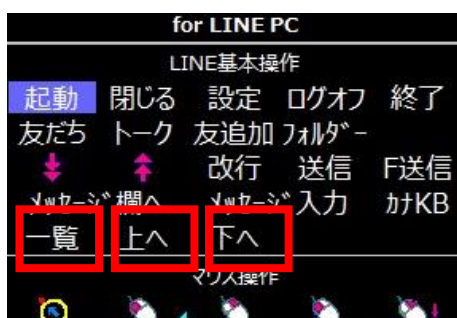 for LINE PC
LINE基本操作
起動 閉じる 設定 ログオフ 終了
友だち トーク 友追加 ﾌｫﾙﾀﾞｰ
改行 送信 F送信
ﾒｯｾｰｼﾞ欄へ ﾒｯｾｰｼﾞ入力 ｶﾅKB
一覧 上へ 下へ
マウス操作